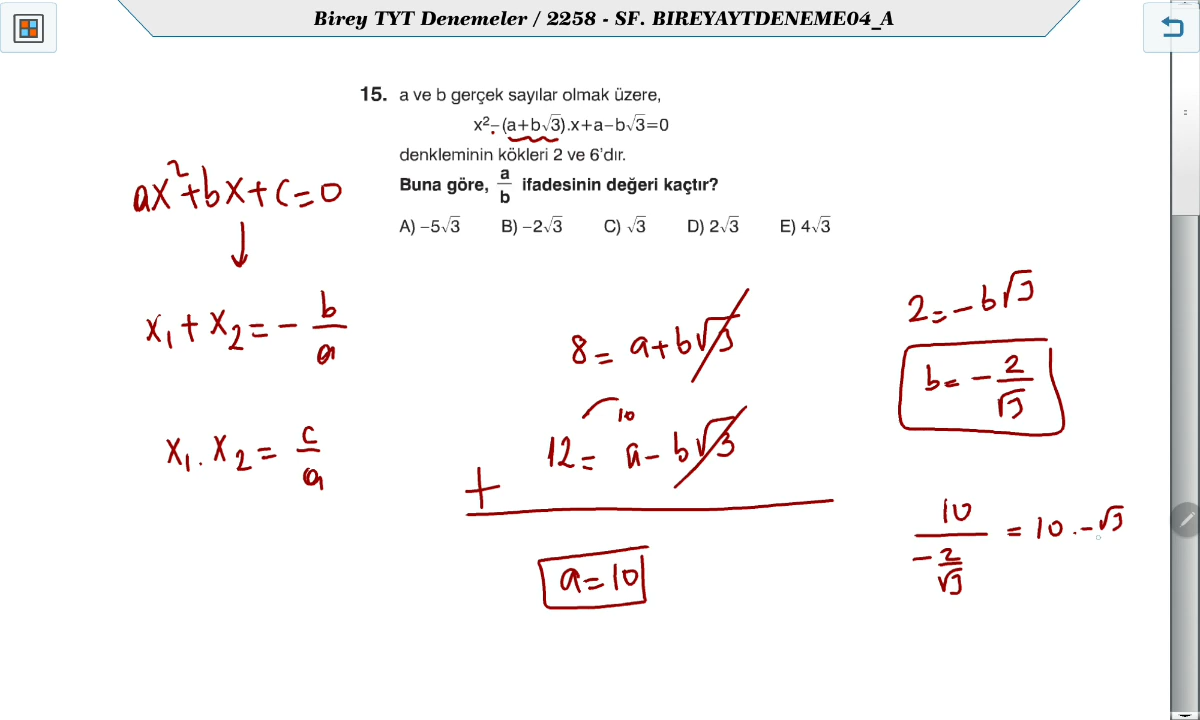 Birey TYT Denemeler / 2258 - SF. BIREYAYTDENEME04_A
15. a ve b gerçek sayılar olmak üzere,
x²-(a+b√3).x+a-b√3=0
denkleminin kökleri 2 ve 6'dır.
Buna göre, a/b ifadesinin değeri kaçtır?
A) -5√3 B) -2√3 C) √3 D) 2√3 E) 4√3
ax²+bx+c=0
x₁+x₂=-b/a
x₁.x₂=c/a
8=a+b√3
10
12=a-b√3
+
a=10
2=-b√3
b=-2/√3
10/(-2/√3) = 10.-√3